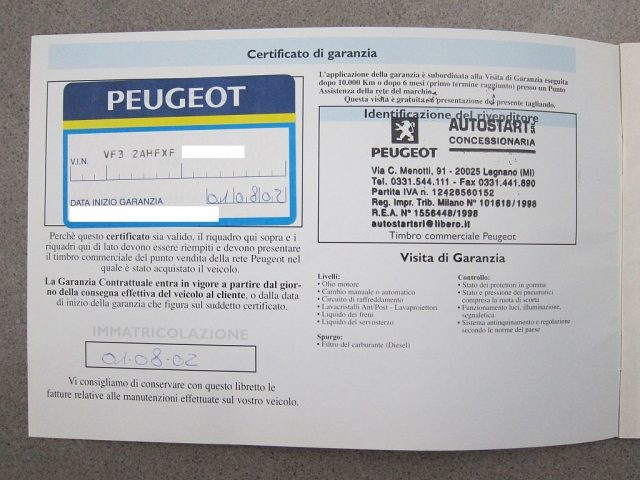 Certificato di garanzia
PEUGEOT
V.I.N. VF3 2AHFXF
DATA INIZIO GARANZIA 01 08 02
Perchè questo certificato sia valido, il riquadro qui sopra e i
riquadri qui di lato devono essere riempiti e devono presentare
il timbro commerciale del punto vendita della rete Peugeot nel
quale è stato acquistato il veicolo.
La Garanzia Contrattuale entra in vigore a partire dal gior-
no della consegna effettiva del veicolo al cliente, o dalla data
di inizio della garanzia che figura sul suddetto certificato.
IMMATRICOLAZIONE
01-08-02
Vi consigliamo di conservare con questo libretto le
fatture relative alle manutenzioni effettuate sul vostro veicolo.
L'applicazione della garanzia è subordinata alla Visita di Garanzia eseguita
dopo 10.000 Km o dopo 6 mesi (primo termine raggiunto) presso un Punto
Assistenza della rete del marchio.
Questa visita è gratuita su presentazione del presente tagliando.
Identificazione del rivenditore
PEUGEOT
AUTOSTART SRL
CONCESSIONARIA
Via C. Menotti, 91 - 20025 Legnano (MI)
Tel. 0331.544.111 - Fax 0331.441.890
Partita IVA n. 12426560152
Reg. Impr. Trib. Milano N° 101618/1998
R.E.A. N° 1556448/1998
autostartsrl@libero.it
Timbro commerciale Peugeot
Visita di Garanzia
Livelli:
• Olio motore
• Cambio manuale o automatico
• Circuito di raffreddamento
• Lavacristalli Ant/Post - Lavaproiettori
• Liquido dei freni
• Liquido del servosterzo
Spurgo:
• Filtro del carburante (Diesel)
Controllo:
• Stato dei protettori in gomma
• Stato e pressione dei pneumatici
compresa la ruota di scorta
• Funzionamento luci, illuminazione,
segnaletica
• Sistema antinquinamento e regolazione
secondo le norme del paese